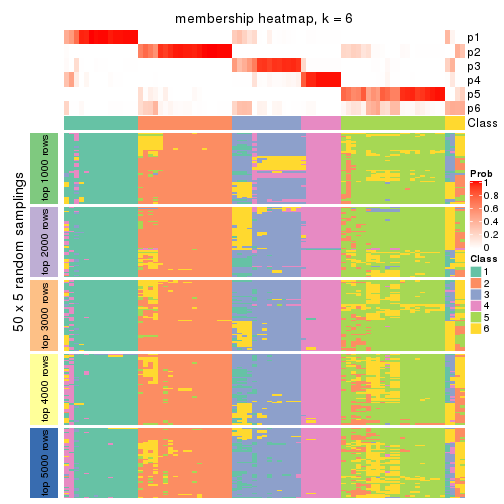 membership heatmap, k = 6
p1
p2
p3
p4
p5
p6
Class
50 x 5 random samplings
top 1000 rows
top 2000 rows
top 3000 rows
top 4000 rows
top 5000 rows
Prob
1
0.8
0.6
0.4
0.2
0
Class
1
2
3
4
5
6